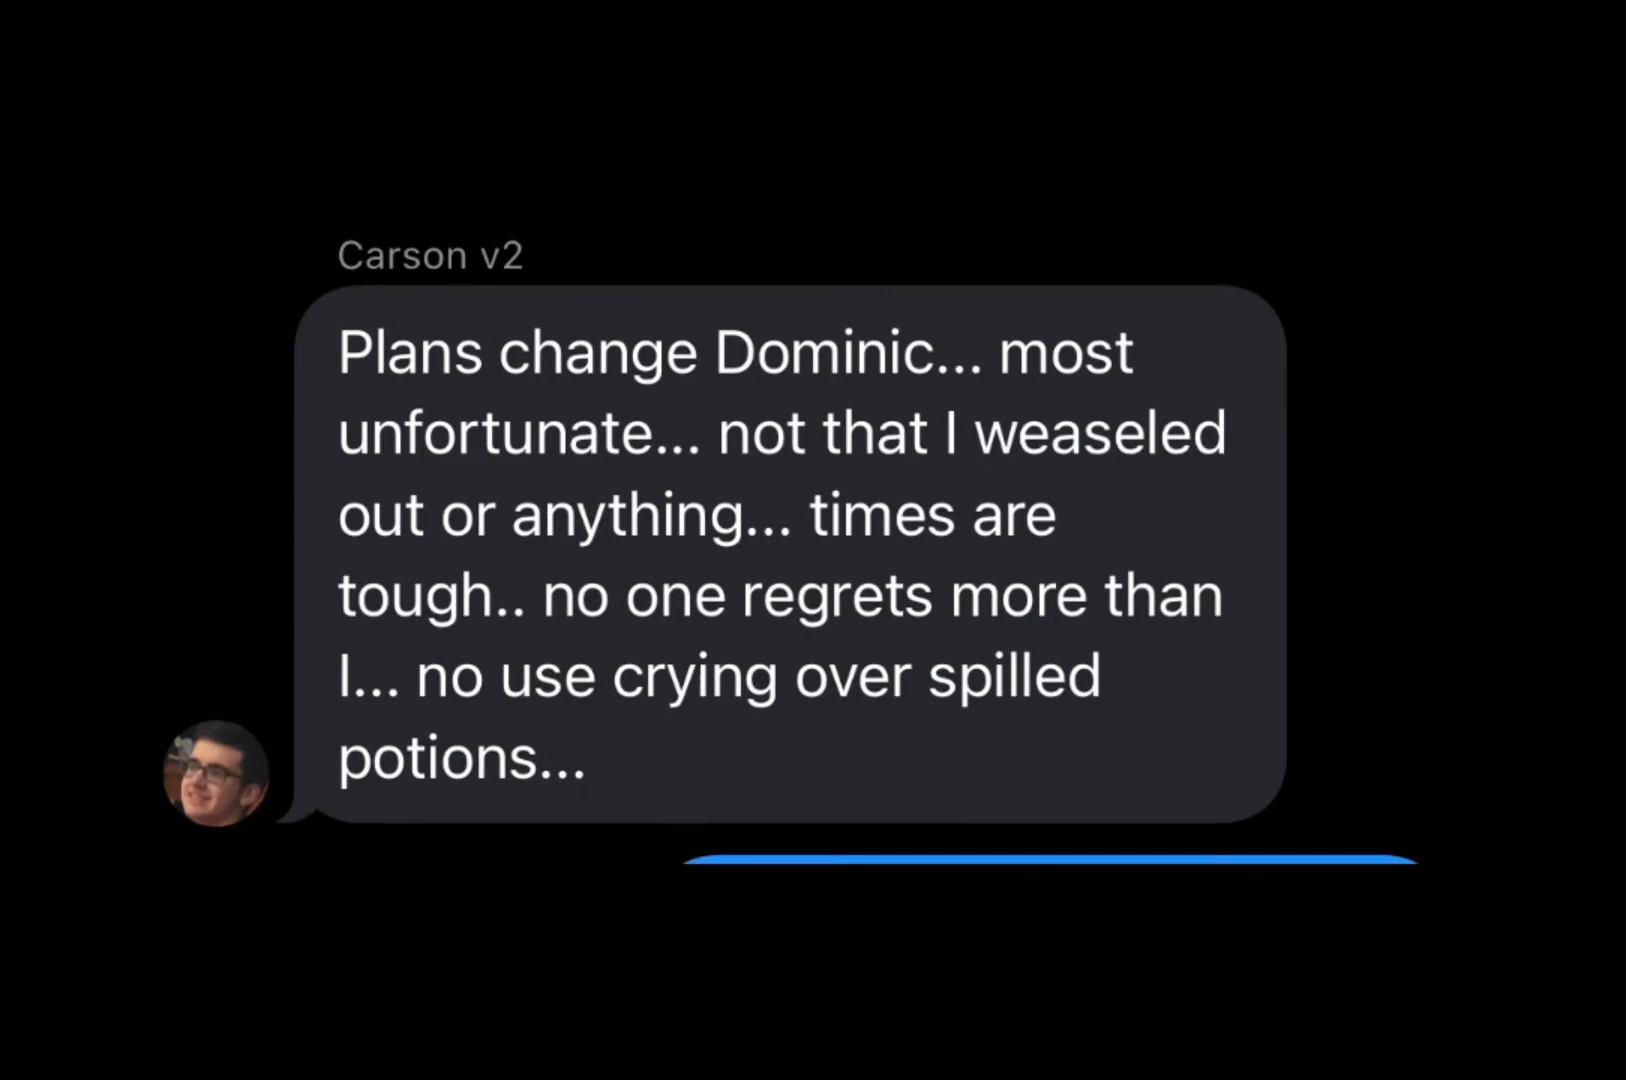 Carson v2
Plans change Dominic... most
unfortunate... not that I weaseled
out or anything... times are
tough.. no one regrets more than
I... no use crying over spilled
potions...